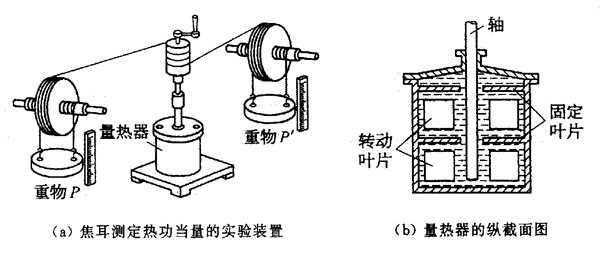 重物P′
量热器
重物P
(a) 焦耳测定热功当量的实验装置
轴
固定
叶片
转动
叶片
(b) 量热器的纵截面图